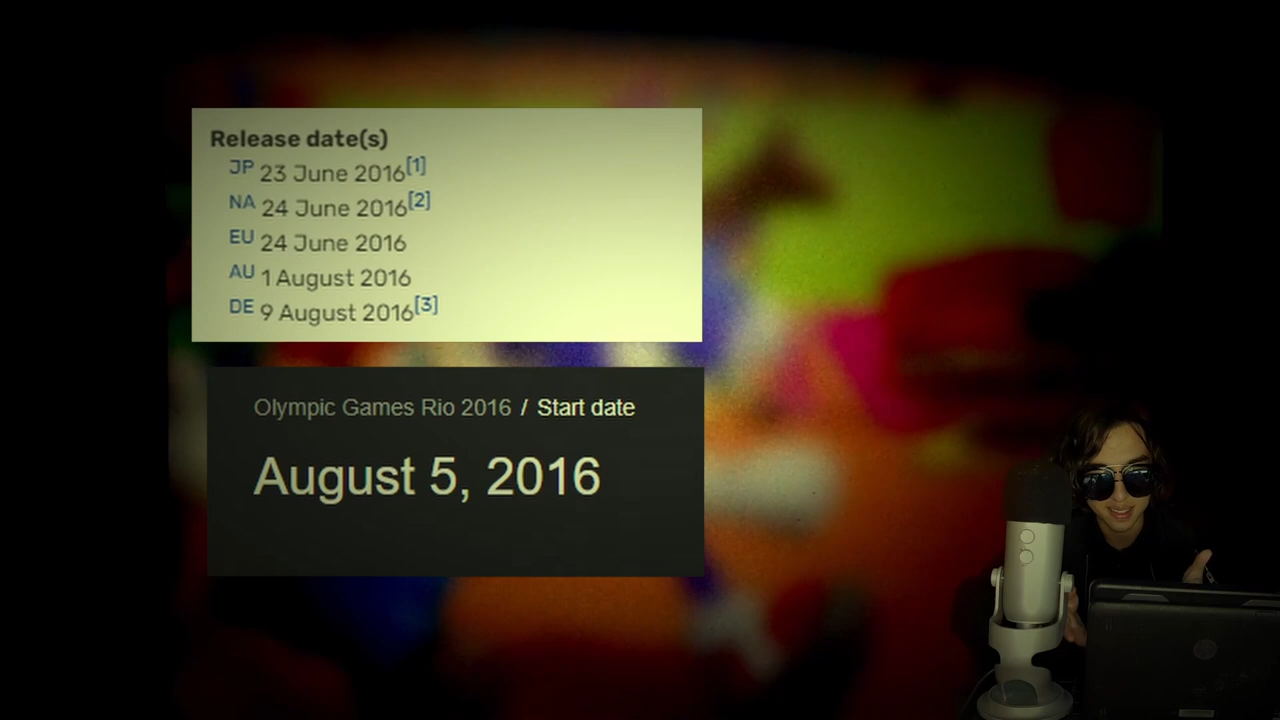 Release date(s)
JP 23 June 2016[1]
NA 24 June 2016[2]
EU 24 June 2016
AU 1 August 2016
DE 9 August 2016[3]
Olympic Games Rio 2016 / Start date
August 5, 2016